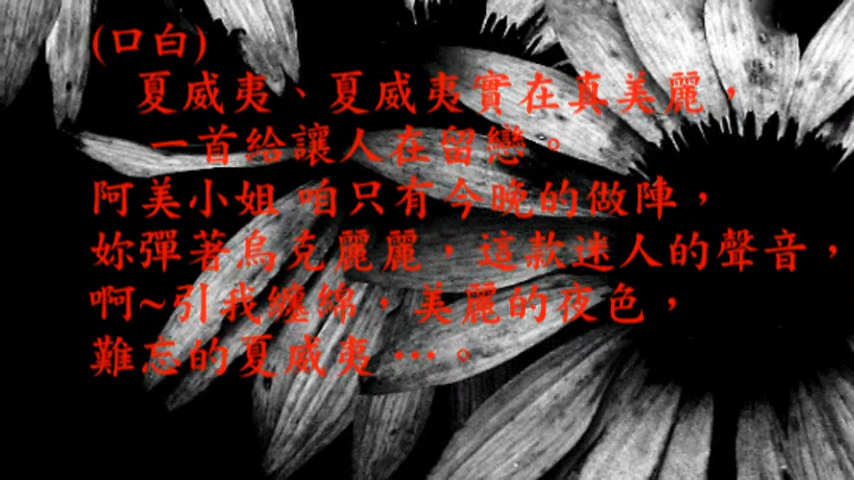 (口白)
夏威夷、夏威夷實在真美麗，
一首給讓人在留戀。
阿美小姐 咱只有今晚的做陣，
妳彈著烏克麗麗，這款迷人的聲音，
啊~引我纏綿，美麗的夜色，
難忘的夏威夷…。